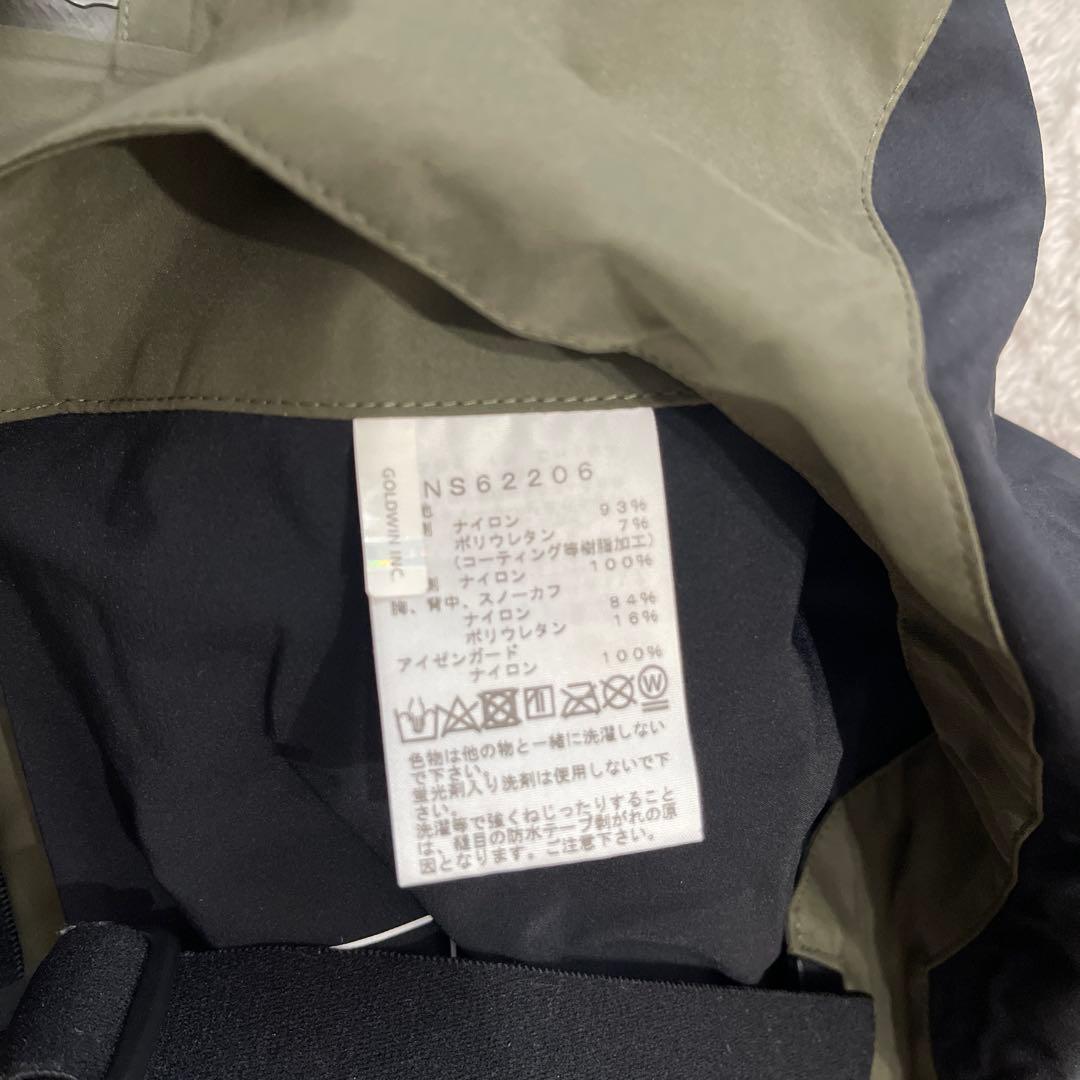 GOLDWIN INC
NS62206
ナイロン 93%
ポリウレタン 7%
(コーティング等樹脂加工)
ナイロン 100%
胸、背中、スノーカフ
ナイロン 84%
ポリウレタン 16%
アイゼンガード
ナイロン 100%
W
色物は他の物と一緒に洗濯しない
で下さい。
蛍光剤入り洗剤は使用しないで下
さい。
洗濯等で強くねじったりすること
は、縫目の防水テープ剥がれの原
因となります。ご注意下さい。